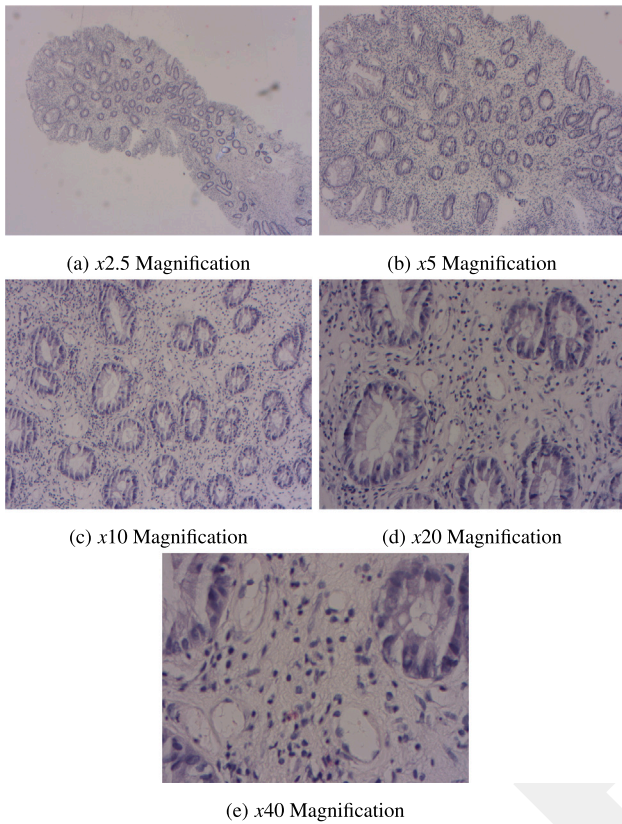 (a) x2.5 Magnification
(b) x5 Magnification
(c) x10 Magnification
(d) x20 Magnification
(e) x40 Magnification